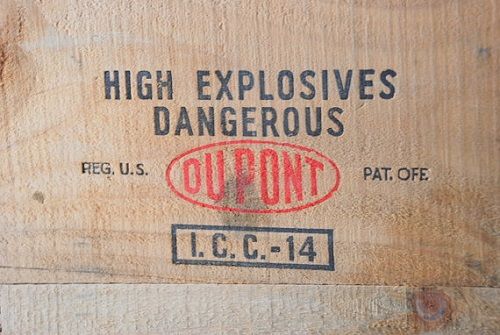 HIGH EXPLOSIVES
DANGEROUS
REG. U.S. DU PONT PAT. OFF.
I. C. C. - 14